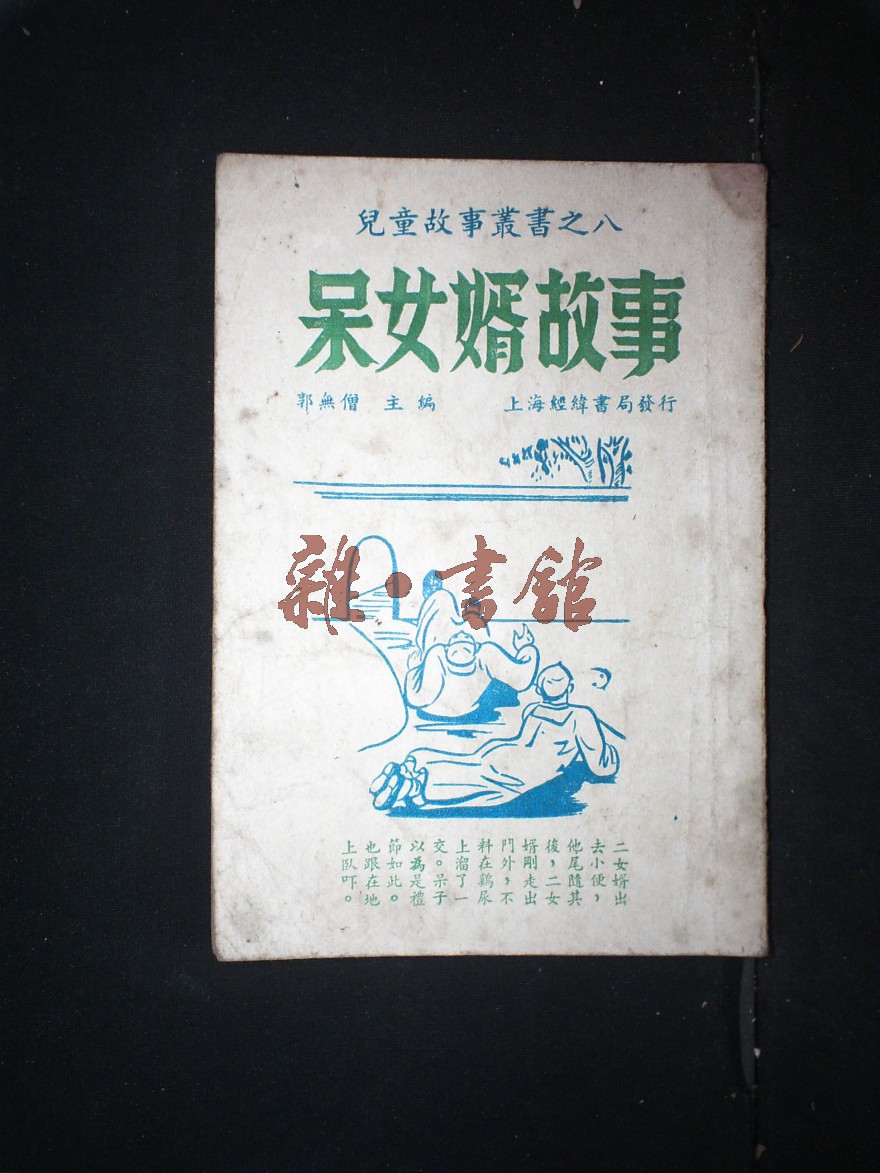 兒童故事叢書之八
呆女婿故事
郭無僧 主編 上海經緯書局發行
雜·書館
二女婿出
去小便，
他尾隨其
後，二女
婿剛走出
門外，不
料在鷄屎
上溜了一
交。呆子
以為是禮
節如此。
也跟在地
上臥吓。